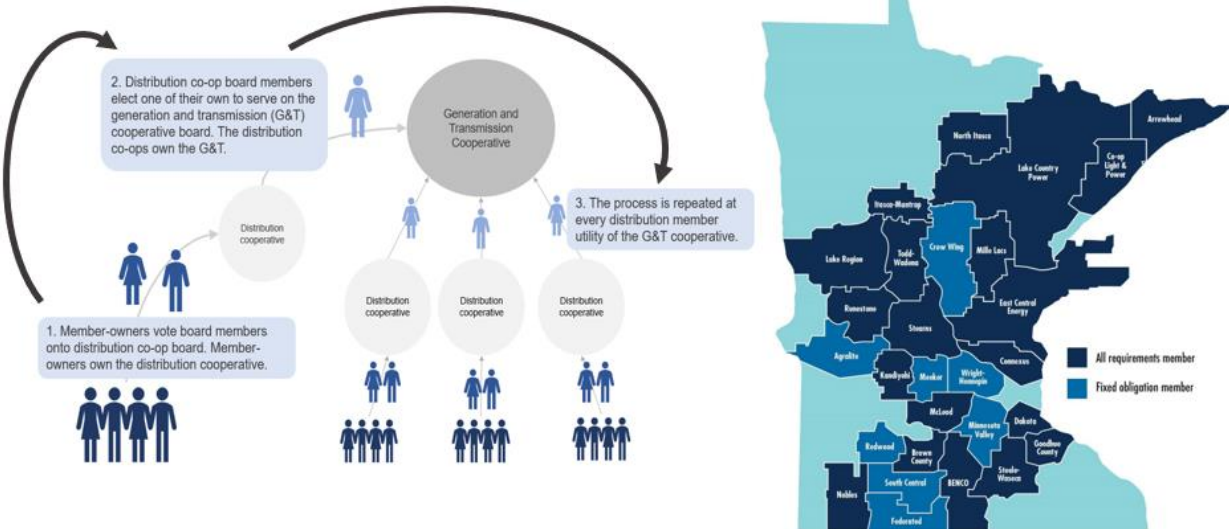 2. Distribution co-op board members
elect one of their own to serve on the
generation and transmission (G&T)
cooperative board. The distribution
co-ops own the G&T.
Generation and
Transmission
Cooperative
Distribution
cooperative
3. The process is repeated at
every distribution member
utility of the G&T cooperative.
1. Member-owners vote board members
onto distribution co-op board. Member-
owners own the distribution cooperative.
Distribution
cooperative
Distribution
cooperative
Distribution
cooperative
Arrowhead
North Itasca
Lake Country
Power
Co-op
Light &
Power
Itasca-Mantrap
Crow Wing
Mille Lacs
Lake Region
Todd-
Wadena
East Central
Energy
Runestone
Stearns
Agralite
Connexus
Kandiyohi
Meeker
Wright-
Hennepin
McLeod
Minnesota
Valley
Dakota
Goodhue
County
Redwood
Brown
County
Steele-
Waseca
South Central
BENCO
Nobles
Federated
All requirements member
Fixed obligation member